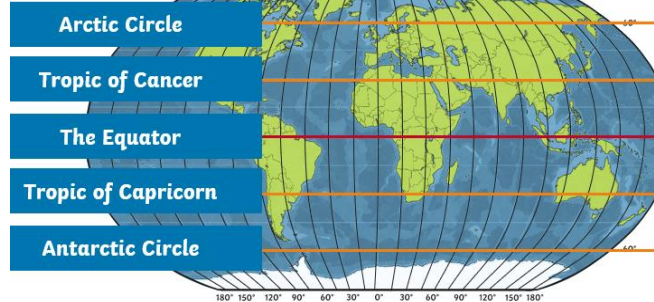 Arctic Circle
60°
Tropic of Cancer
The Equator
Tropic of Capricorn
Antarctic Circle
60°
180° 150° 120° 90° 60° 30° 0° 30° 60° 90° 120° 150° 180°